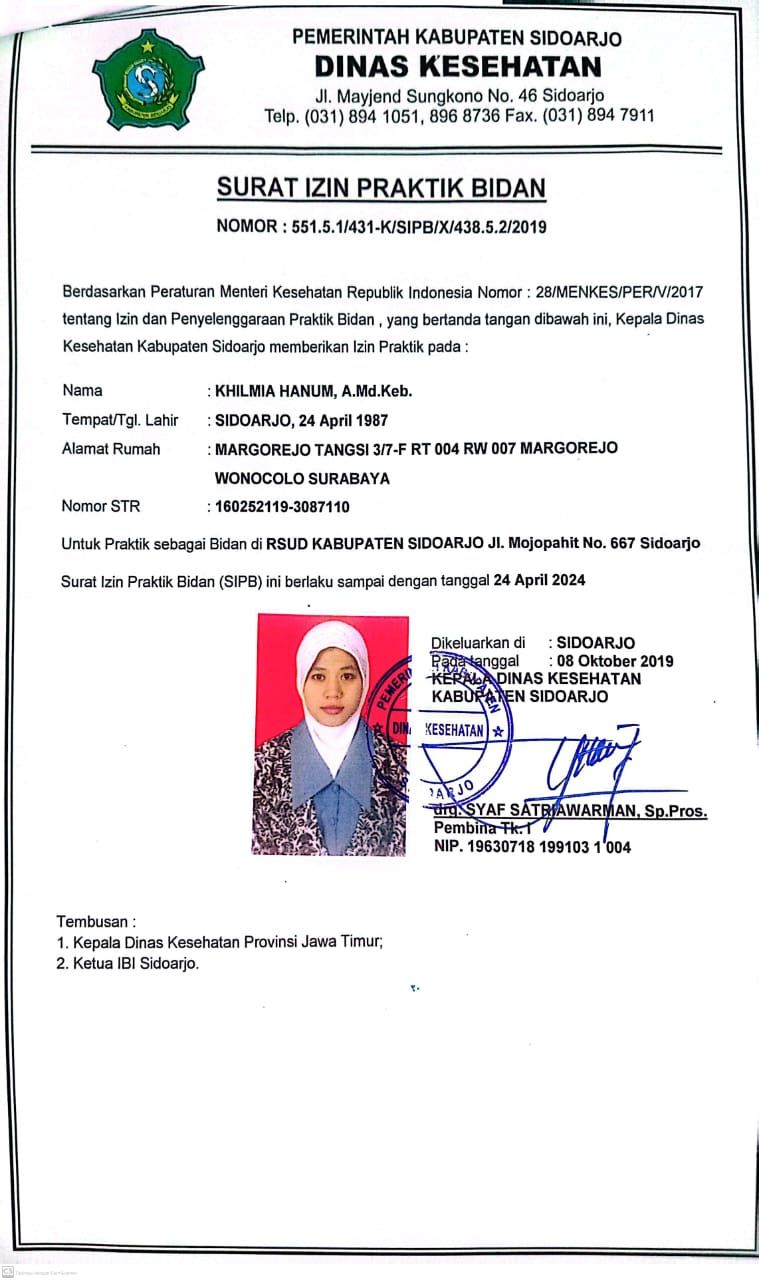 PEMERINTAH KABUPATEN SIDOARJO
DINAS KESEHATAN
Jl. Mayjend Sungkono No. 46 Sidoarjo
Telp. (031) 894 1051, 896 8736 Fax. (031) 894 7911
SURAT IZIN PRAKTIK BIDAN
NOMOR : 551.5.1/431-K/SIPB/X/438.5.2/2019
Berdasarkan Peraturan Menteri Kesehatan Republik Indonesia Nomor : 28/MENKES/PER/V/2017
tentang Izin dan Penyelenggaraan Praktik Bidan , yang bertanda tangan dibawah ini, Kepala Dinas
Kesehatan Kabupaten Sidoarjo memberikan Izin Praktik pada :
Nama : KHILMIA HANUM, A.Md.Keb.
Tempat/Tgl. Lahir : SIDOARJO, 24 April 1987
Alamat Rumah : MARGOREJO TANGSI 3/7-F RT 004 RW 007 MARGOREJO
WONOCOLO SURABAYA
Nomor STR : 160252119-3087110
Untuk Praktik sebagai Bidan di RSUD KABUPATEN SIDOARJO Jl. Mojopahit No. 667 Sidoarjo
Surat Izin Praktik Bidan (SIPB) ini berlaku sampai dengan tanggal 24 April 2024
Dikeluarkan di : SIDOARJO
Pada tanggal : 08 Oktober 2019
KEPALA DINAS KESEHATAN
KABUPATEN SIDOARJO
KESEHATAN
drg. SYAF SATRIAWARMAN, Sp.Pros.
Pembina Tk. I
NIP. 19630718 199103 1 004
Tembusan :
1. Kepala Dinas Kesehatan Provinsi Jawa Timur;
2. Ketua IBI Sidoarjo.
CS